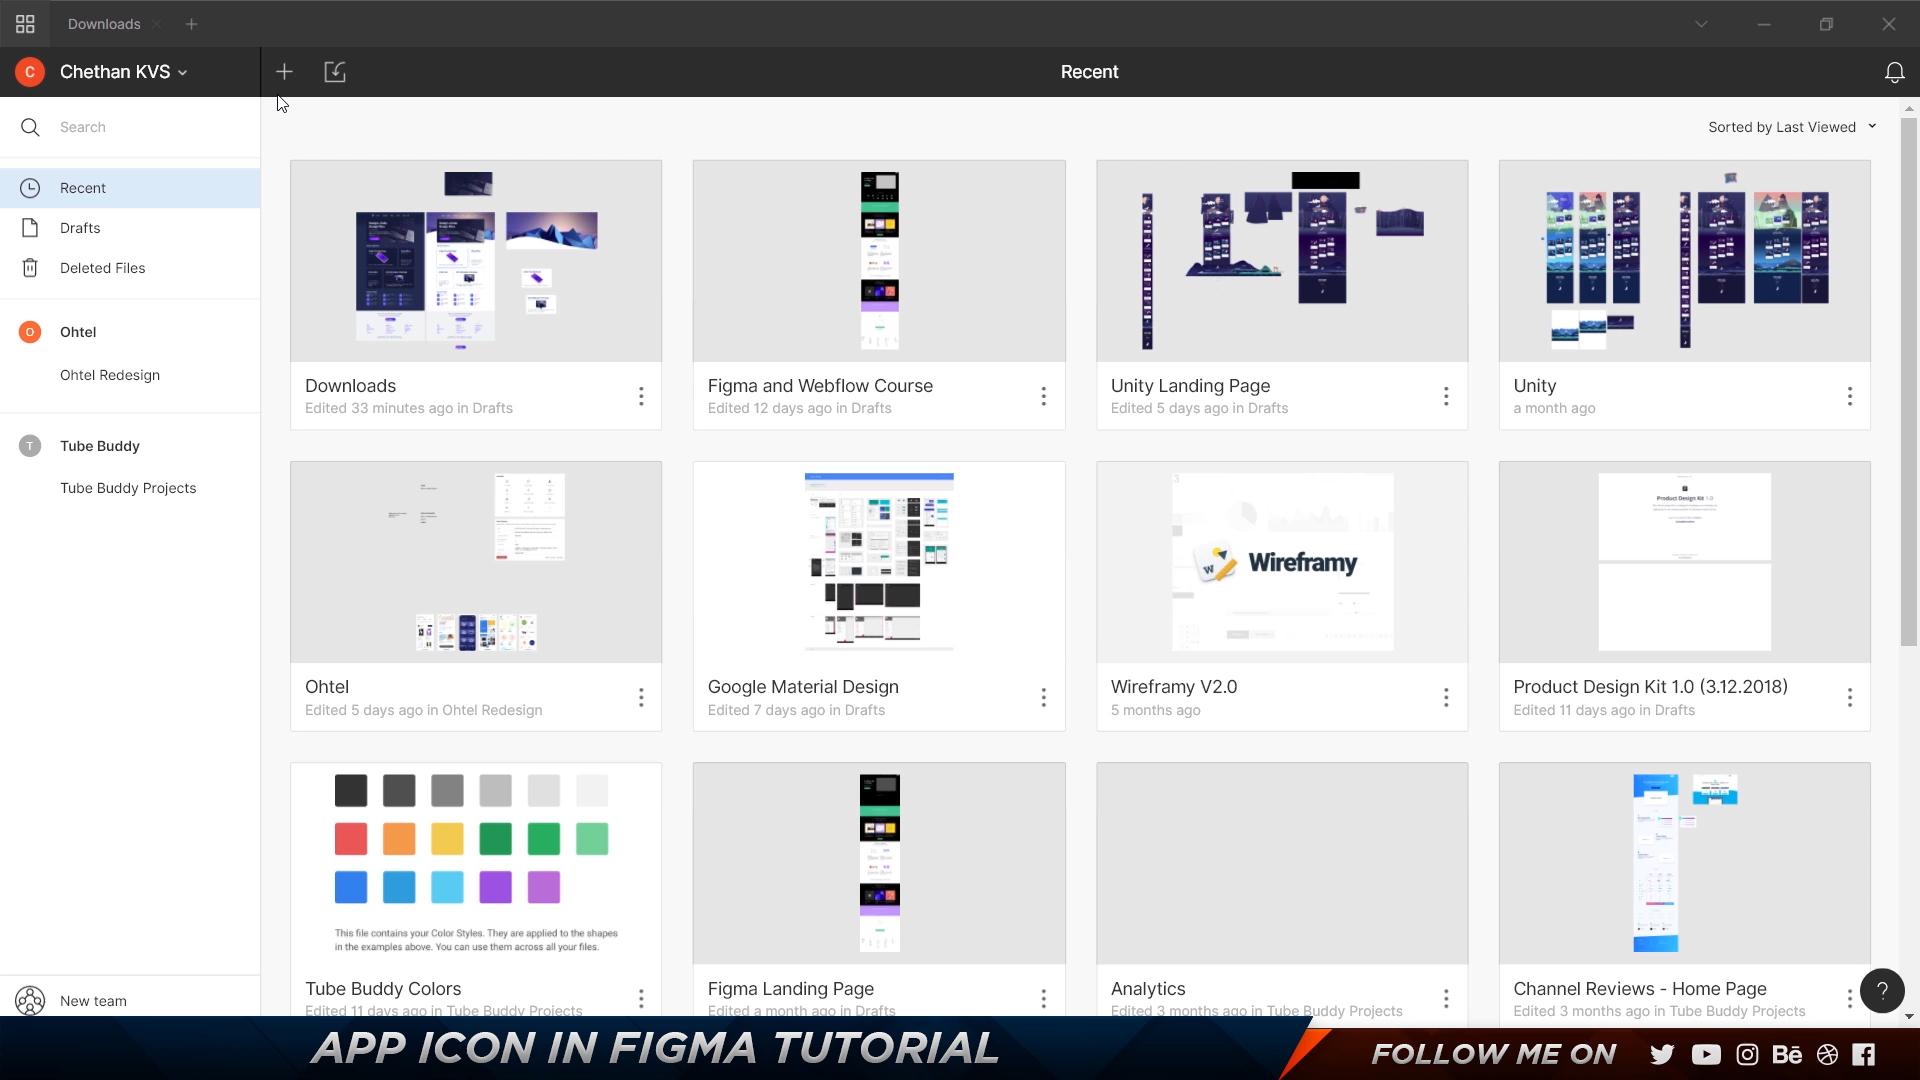 Downloads
C
Chethan KVS
Recent
Search
Sorted by Last Viewed
Recent
Drafts
Deleted Files
O
Ohtel
Ohtel Redesign
T
Tube Buddy
Tube Buddy Projects
New team
Downloads
Edited 33 minutes ago in Drafts
Figma and Webflow Course
Edited 12 days ago in Drafts
Unity Landing Page
Edited 5 days ago in Drafts
Unity
a month ago
W
Wireframy
Product Design Kit 1.0
Ohtel
Edited 5 days ago in Ohtel Redesign
Google Material Design
Edited 7 days ago in Drafts
Wireframy V2.0
5 months ago
Product Design Kit 1.0 (3.12.2018)
Edited 11 days ago in Drafts
This file contains your Color Styles. They are applied to the shapes
in the examples above. You can use them across all your files.
Tube Buddy Colors
Edited 11 days ago in Tube Buddy Projects
Figma Landing Page
Edited a month ago in Drafts
Analytics
Edited 3 months ago in Tube Buddy Projects
Channel Reviews - Home Page
Edited 3 months ago in Tube Buddy Projects
?
APP ICON IN FIGMA TUTORIAL
FOLLOW ME ON
Bē